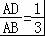 AD/AB = 1/3